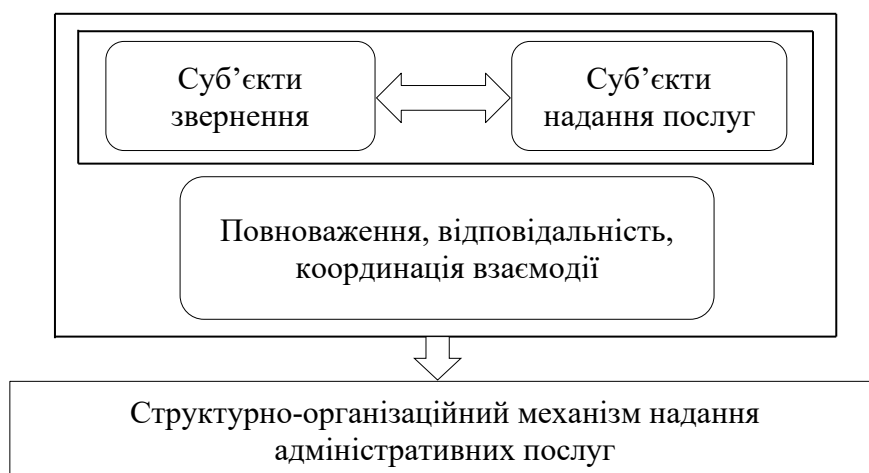 Суб’єкти
звернення
Суб’єкти
надання послуг
Повноваження, відповідальність,
координація взаємодії
Структурно-організаційний механізм надання
адміністративних послуг